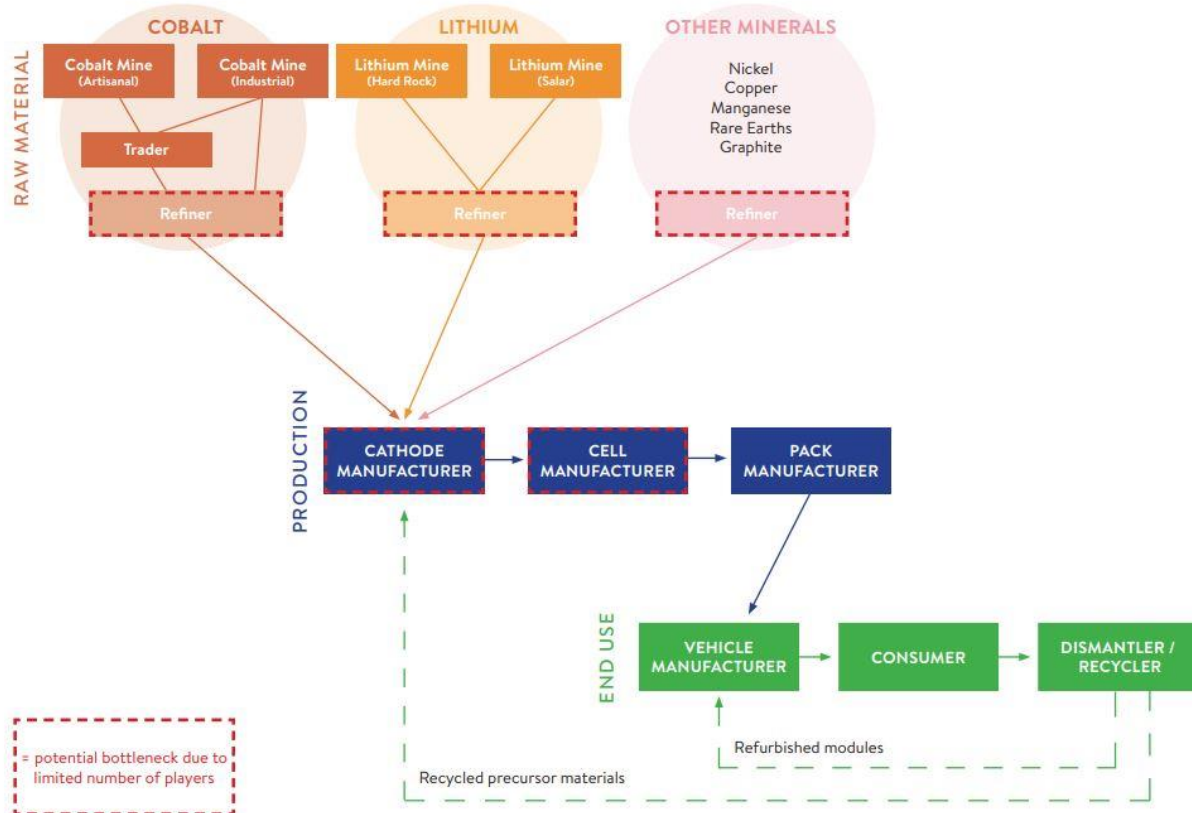 COBALT
LITHIUM
OTHER MINERALS
RAW MATERIAL
Cobalt Mine
(Artisanal)
Cobalt Mine
(Industrial)
Lithium Mine
(Hard Rock)
Lithium Mine
(Salar)
Nickel
Copper
Manganese
Rare Earths
Graphite
Trader
Refiner
Refiner
Refiner
PRODUCTION
CATHODE
MANUFACTURER
CELL
MANUFACTURER
PACK
MANUFACTURER
END USE
VEHICLE
MANUFACTURER
CONSUMER
DISMANTLER /
RECYCLER
Refurbished modules
Recycled precursor materials
= potential bottleneck due to
limited number of players